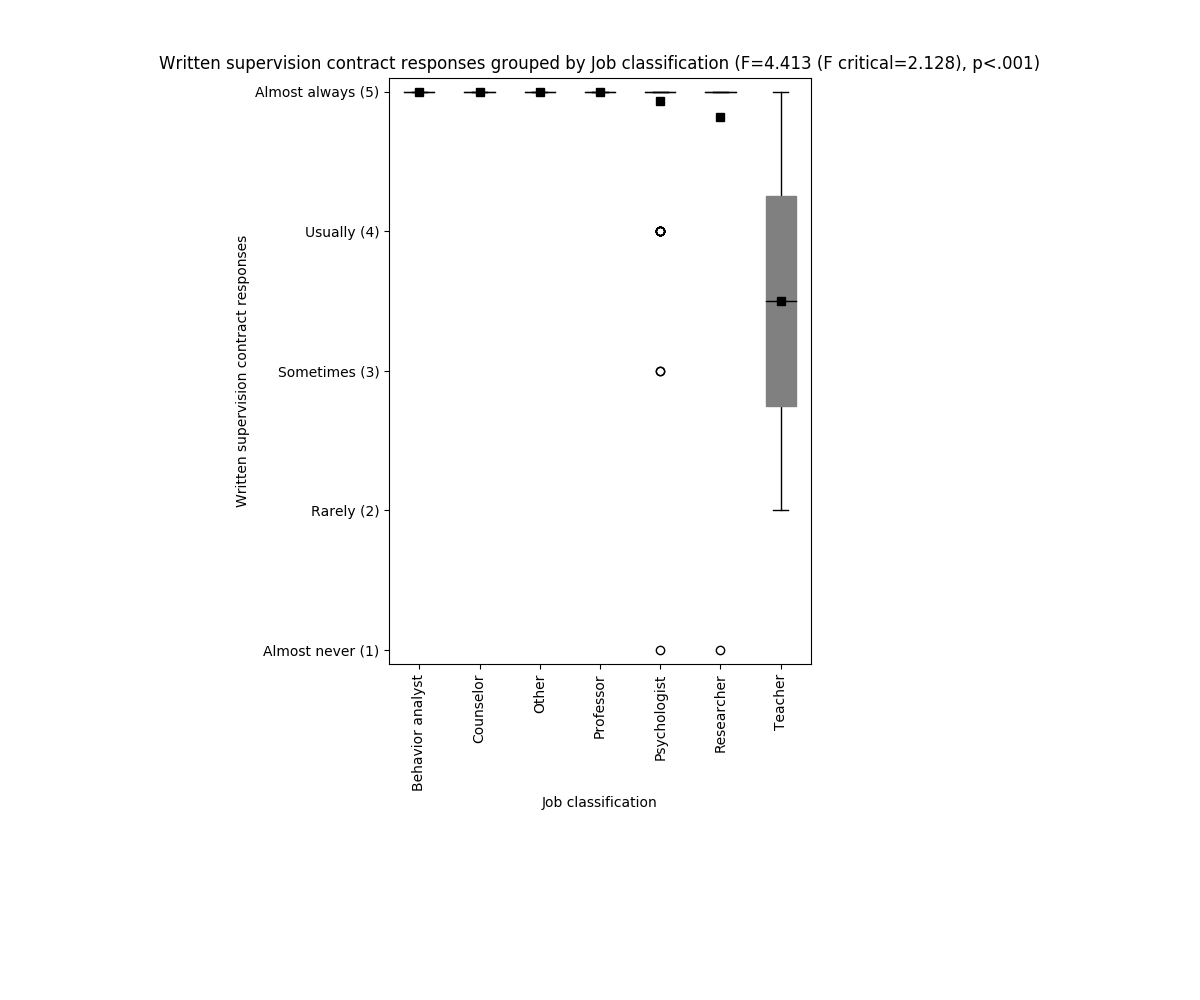 Written supervision contract responses grouped by Job classification (F=4.413 (F critical=2.128), p<.001)
Almost always (5)
Usually (4)
Sometimes (3)
Rarely (2)
Almost never (1)
Written supervision contract responses
Behavior analyst
Counselor
Other
Professor
Psychologist
Researcher
Teacher
Job classification